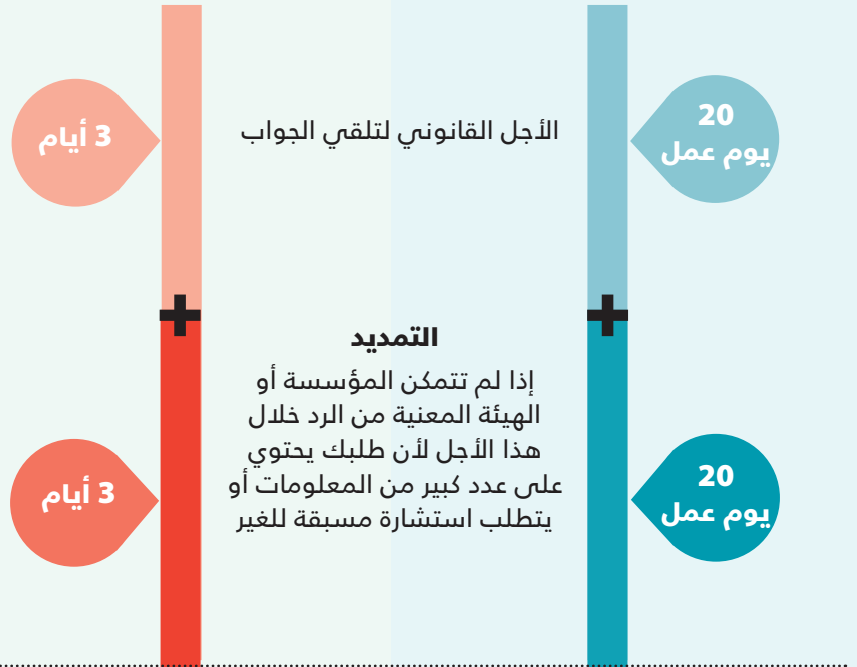 20
يوم عمل
الأجل القانوني لتلقي الجواب
3 أيام
التمديد
إذا لم تتمكن المؤسسة أو
الهيئة المعنية من الرد خلال
هذا الأجل لأن طلبك يحتوي
على عدد كبير من المعلومات أو
يتطلب استشارة مسبقة للغير
20
يوم عمل
3 أيام